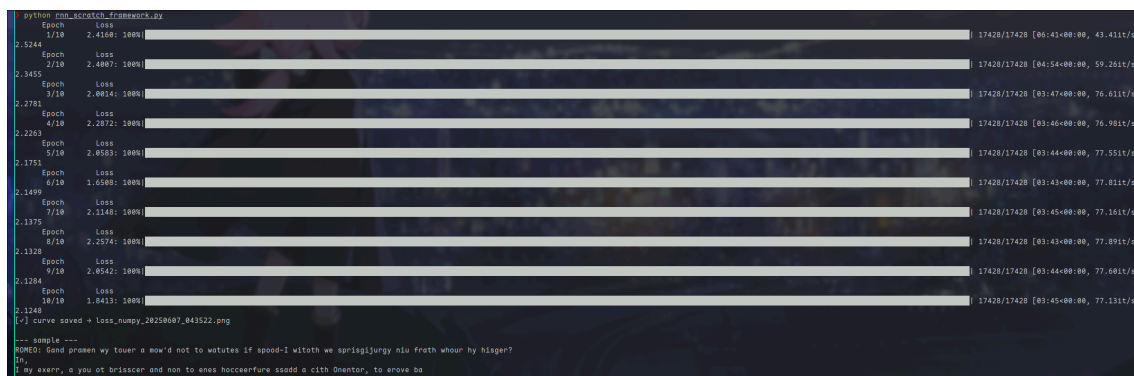 > python rnn_scratch_framework.py
Epoch Loss
1/10 2.4160: 100%| | 17428/17428 [06:41<00:00, 43.41it/s
2.5244
Epoch Loss
2/10 2.4007: 100%| | 17428/17428 [04:54<00:00, 59.26it/s
2.3455
Epoch Loss
3/10 2.0014: 100%| | 17428/17428 [03:47<00:00, 76.61it/s
2.2781
Epoch Loss
4/10 2.2872: 100%| | 17428/17428 [03:46<00:00, 76.98it/s
2.2263
Epoch Loss
5/10 2.0583: 100%| | 17428/17428 [03:44<00:00, 77.55it/s
2.1751
Epoch Loss
6/10 1.6508: 100%| | 17428/17428 [03:43<00:00, 77.81it/s
2.1499
Epoch Loss
7/10 2.1148: 100%| | 17428/17428 [03:45<00:00, 77.16it/s
2.1375
Epoch Loss
8/10 2.2574: 100%| | 17428/17428 [03:43<00:00, 77.89it/s
2.1328
Epoch Loss
9/10 2.0542: 100%| | 17428/17428 [03:44<00:00, 77.60it/s
2.1284
Epoch Loss
10/10 1.8413: 100%| | 17428/17428 [03:45<00:00, 77.13it/s
2.1248
[✓] curve saved → loss_numpy_20250607_043522.png
--- sample ---
ROMEO: Gand pramen wy touer a mow'd not to watutes if spood-I witoth we sprisgijurgy niu frath whour hy hisger?
In,
I my exerr, a you ot brisscer and non to enes hocceerfure ssadd a cith Onentor, to erove ba